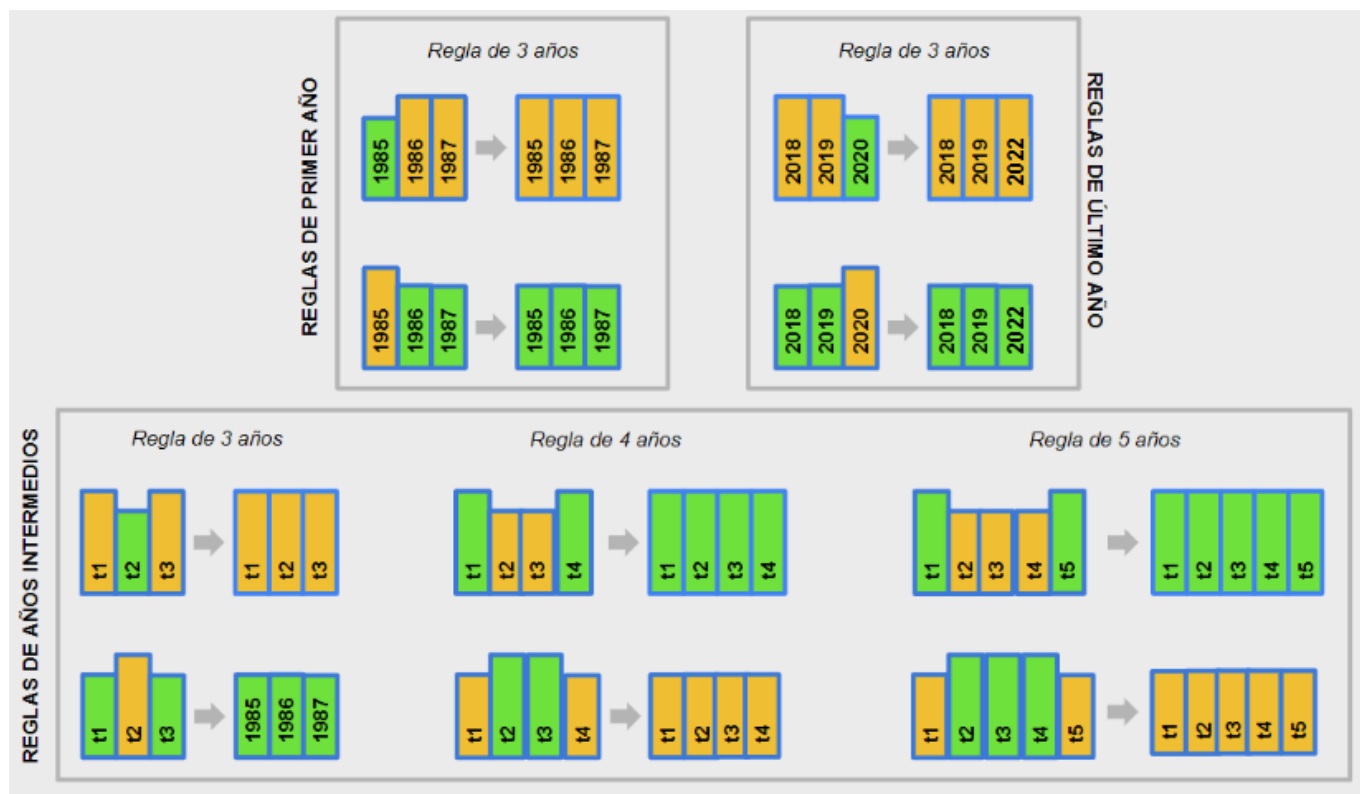 REGLAS DE PRIMER AÑO
Regla de 3 años
1985 1986 1987 1985 1986 1987
1985 1986 1987 1985 1986 1987
Regla de 3 años
2018 2019 2020 2018 2019 2022
2018 2019 2020 2018 2019 2022
REGLAS DE ÚLTIMO AÑO
REGLAS DE AÑOS INTERMEDIOS
Regla de 3 años
t1 t2 t3 t1 t2 t3
t1 t2 t3 1985 1986 1987
Regla de 4 años
t1 t2 t3 t4 t1 t2 t3 t4
t1 t2 t3 t4 t1 t2 t3 t4
Regla de 5 años
t1 t2 t3 t4 t5 t1 t2 t3 t4 t5
t1 t2 t3 t4 t5 t1 t2 t3 t4 t5